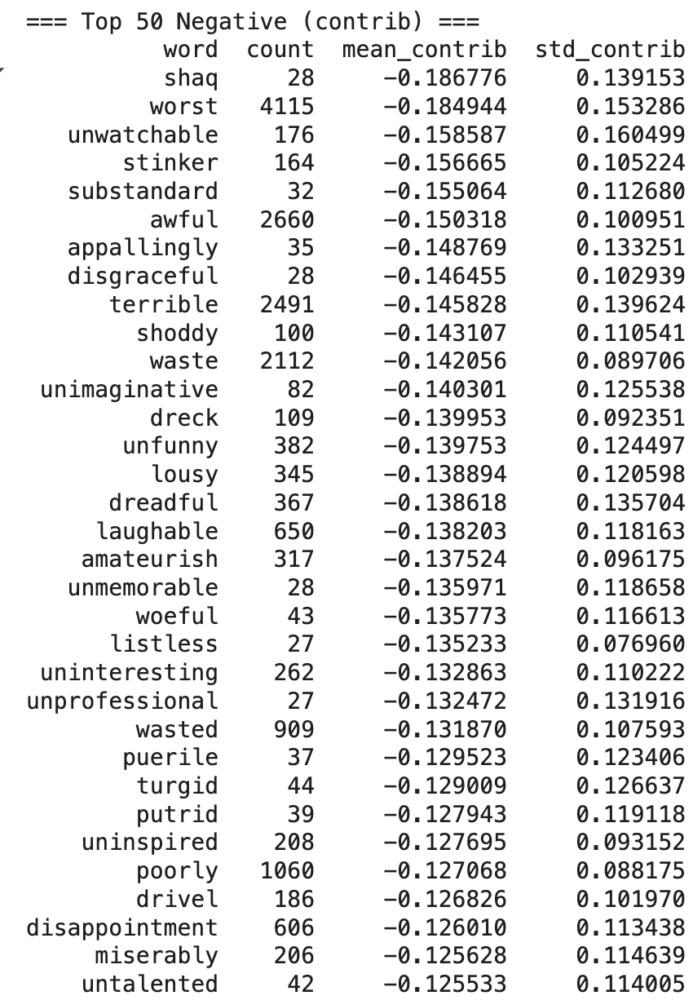 === Top 50 Negative (contrib) ===
word count mean_contrib std_contrib
shaq 28 −0.186776 0.139153
worst 4115 −0.184944 0.153286
unwatchable 176 −0.158587 0.160499
stinker 164 −0.156665 0.105224
substandard 32 −0.155064 0.112680
awful 2660 −0.150318 0.100951
appallingly 35 −0.148769 0.133251
disgraceful 28 −0.146455 0.102939
terrible 2491 −0.145828 0.139624
shoddy 100 −0.143107 0.110541
waste 2112 −0.142056 0.089706
unimaginative 82 −0.140301 0.125538
dreck 109 −0.139953 0.092351
unfunny 382 −0.139753 0.124497
lousy 345 −0.138894 0.120598
dreadful 367 −0.138618 0.135704
laughable 650 −0.138203 0.118163
amateurish 317 −0.137524 0.096175
unmemorable 28 −0.135971 0.118658
woeful 43 −0.135773 0.116613
listless 27 −0.135233 0.076960
uninteresting 262 −0.132863 0.110222
unprofessional 27 −0.132472 0.131916
wasted 909 −0.131870 0.107593
puerile 37 −0.129523 0.123406
turgid 44 −0.129009 0.126637
putrid 39 −0.127943 0.119118
uninspired 208 −0.127695 0.093152
poorly 1060 −0.127068 0.088175
drivel 186 −0.126826 0.101970
disappointment 606 −0.126010 0.113438
miserably 206 −0.125628 0.114639
untalented 42 −0.125533 0.114005